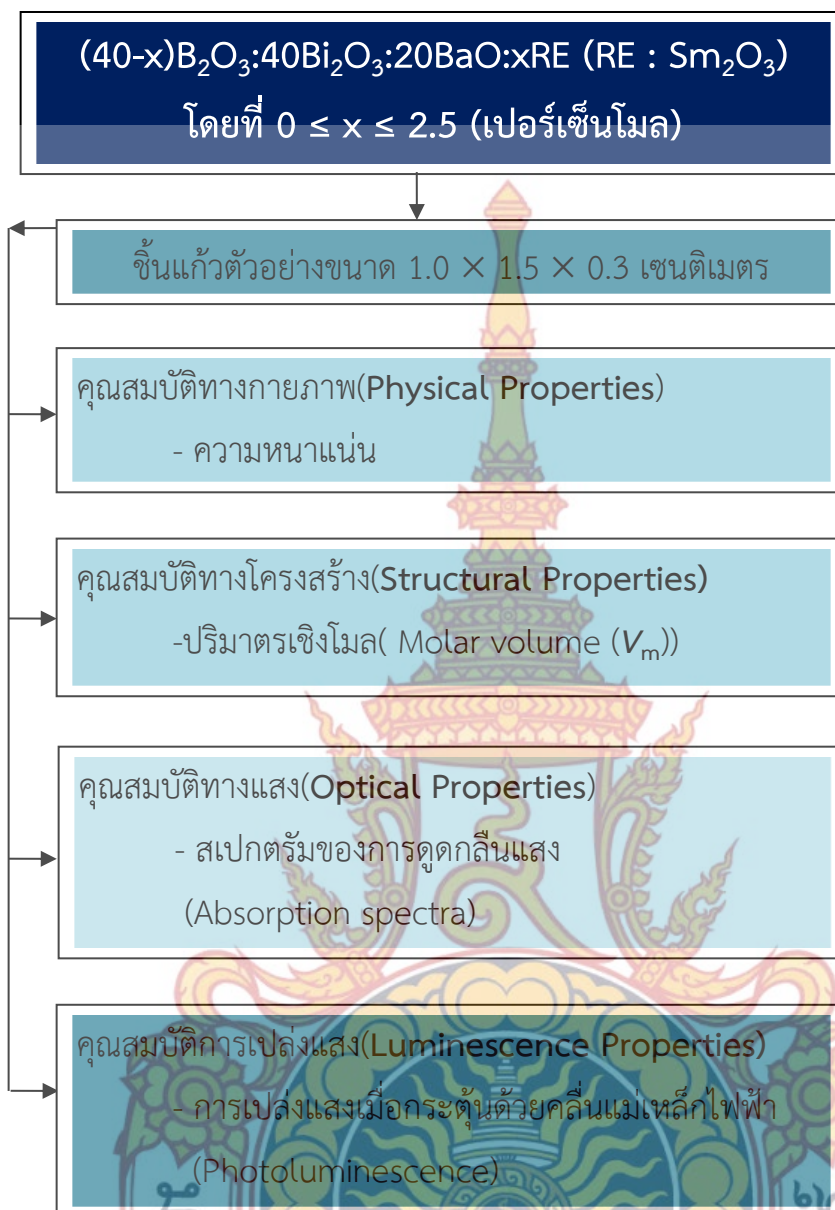 (40-x)B₂O₃:40Bi₂O₃:20BaO:xRE (RE : Sm₂O₃)
โดยที่ 0 ≤ x ≤ 2.5 (เปอร์เซ็นโมล)
ชิ้นแก้วตัวอย่างขนาด 1.0 × 1.5 × 0.3 เซนติเมตร
คุณสมบัติทางกายภาพ(Physical Properties)
- ความหนาแน่น
คุณสมบัติทางโครงสร้าง(Structural Properties)
-ปริมาตรเชิงโมล( Molar volume (Vₘ))
คุณสมบัติทางแสง(Optical Properties)
- สเปกตรัมของการดูดกลืนแสง
(Absorption spectra)
คุณสมบัติการเปล่งแสง(Luminescence Properties)
- การเปล่งแสงเมื่อกระตุ้นด้วยคลื่นแม่เหล็กไฟฟ้า
(Photoluminescence)